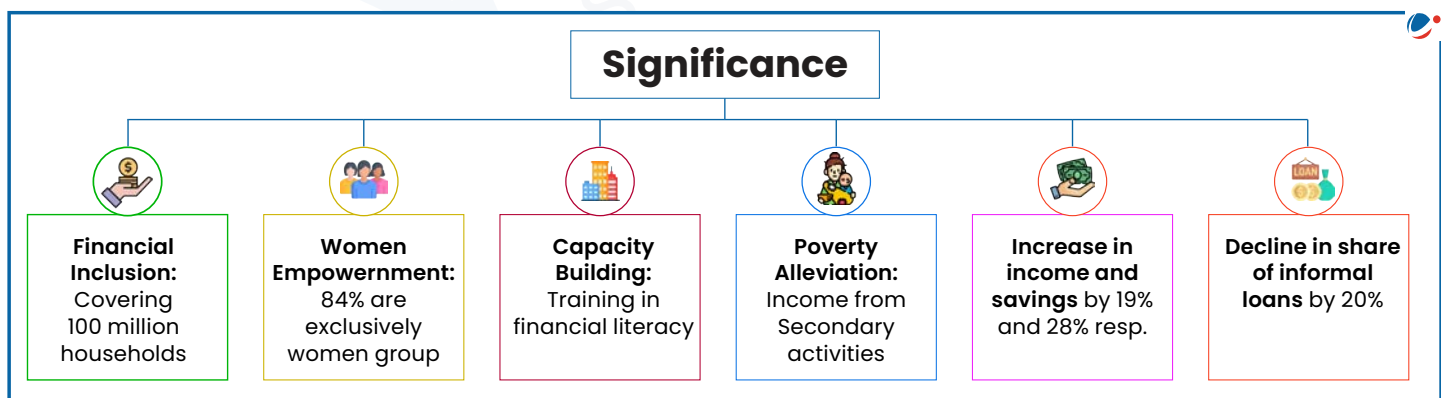 Significance
Financial
Inclusion:
Covering
100 million
households
Women
Empowernment:
84% are
exclusively
women group
Capacity
Building:
Training in
financial literacy
Poverty
Alleviation:
Income from
Secondary
activities
Increase in
income and
savings by 19%
and 28% resp.
LOAN
Decline in share
of informal
loans by 20%